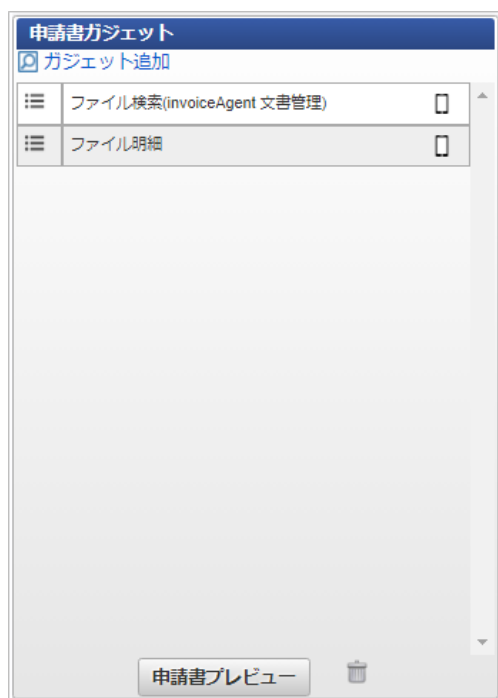 申請書ガジェット
ガジェット追加
ファイル検索(invoiceAgent 文書管理)
ファイル明細
申請書プレビュー